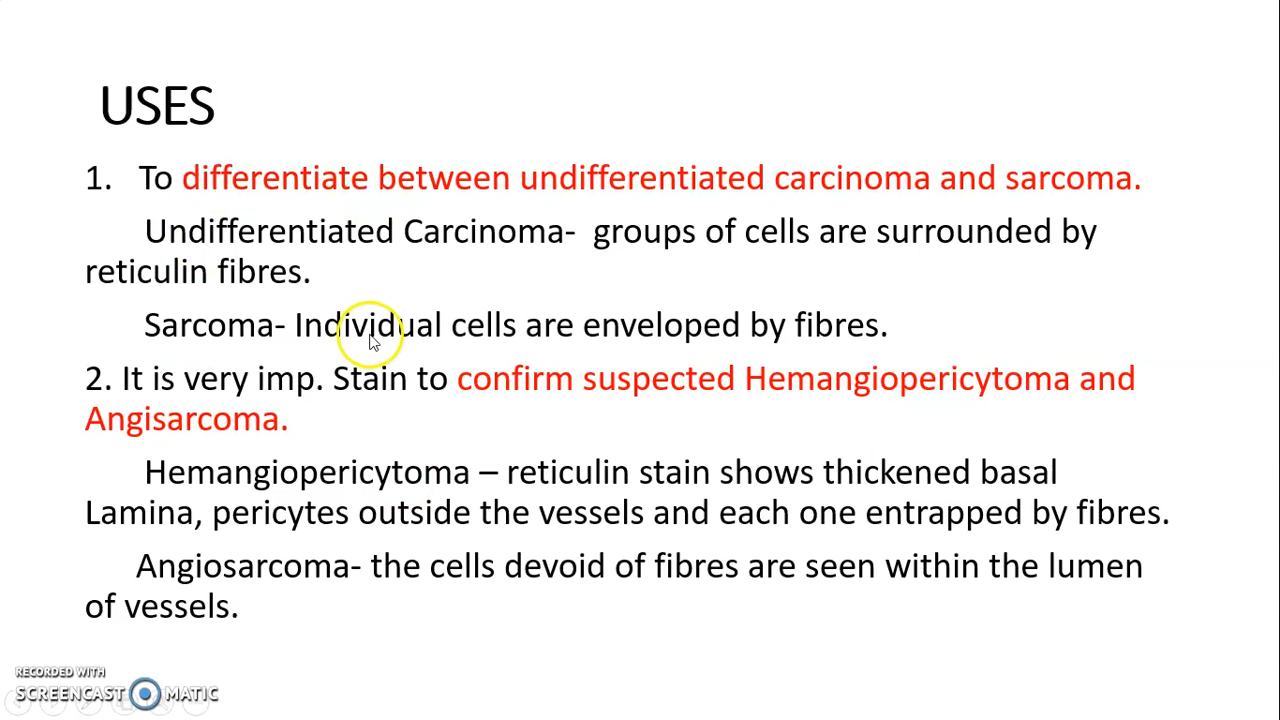 USES
1. To differentiate between undifferentiated carcinoma and sarcoma.
Undifferentiated Carcinoma- groups of cells are surrounded by
reticulin fibres.
Sarcoma- Individual cells are enveloped by fibres.
2. It is very imp. Stain to confirm suspected Hemangiopericytoma and
Angisarcoma.
Hemangiopericytoma – reticulin stain shows thickened basal
Lamina, pericytes outside the vessels and each one entrapped by fibres.
Angiosarcoma- the cells devoid of fibres are seen within the lumen
of vessels.
RECORDED WITH
SCREENCAST MATIC